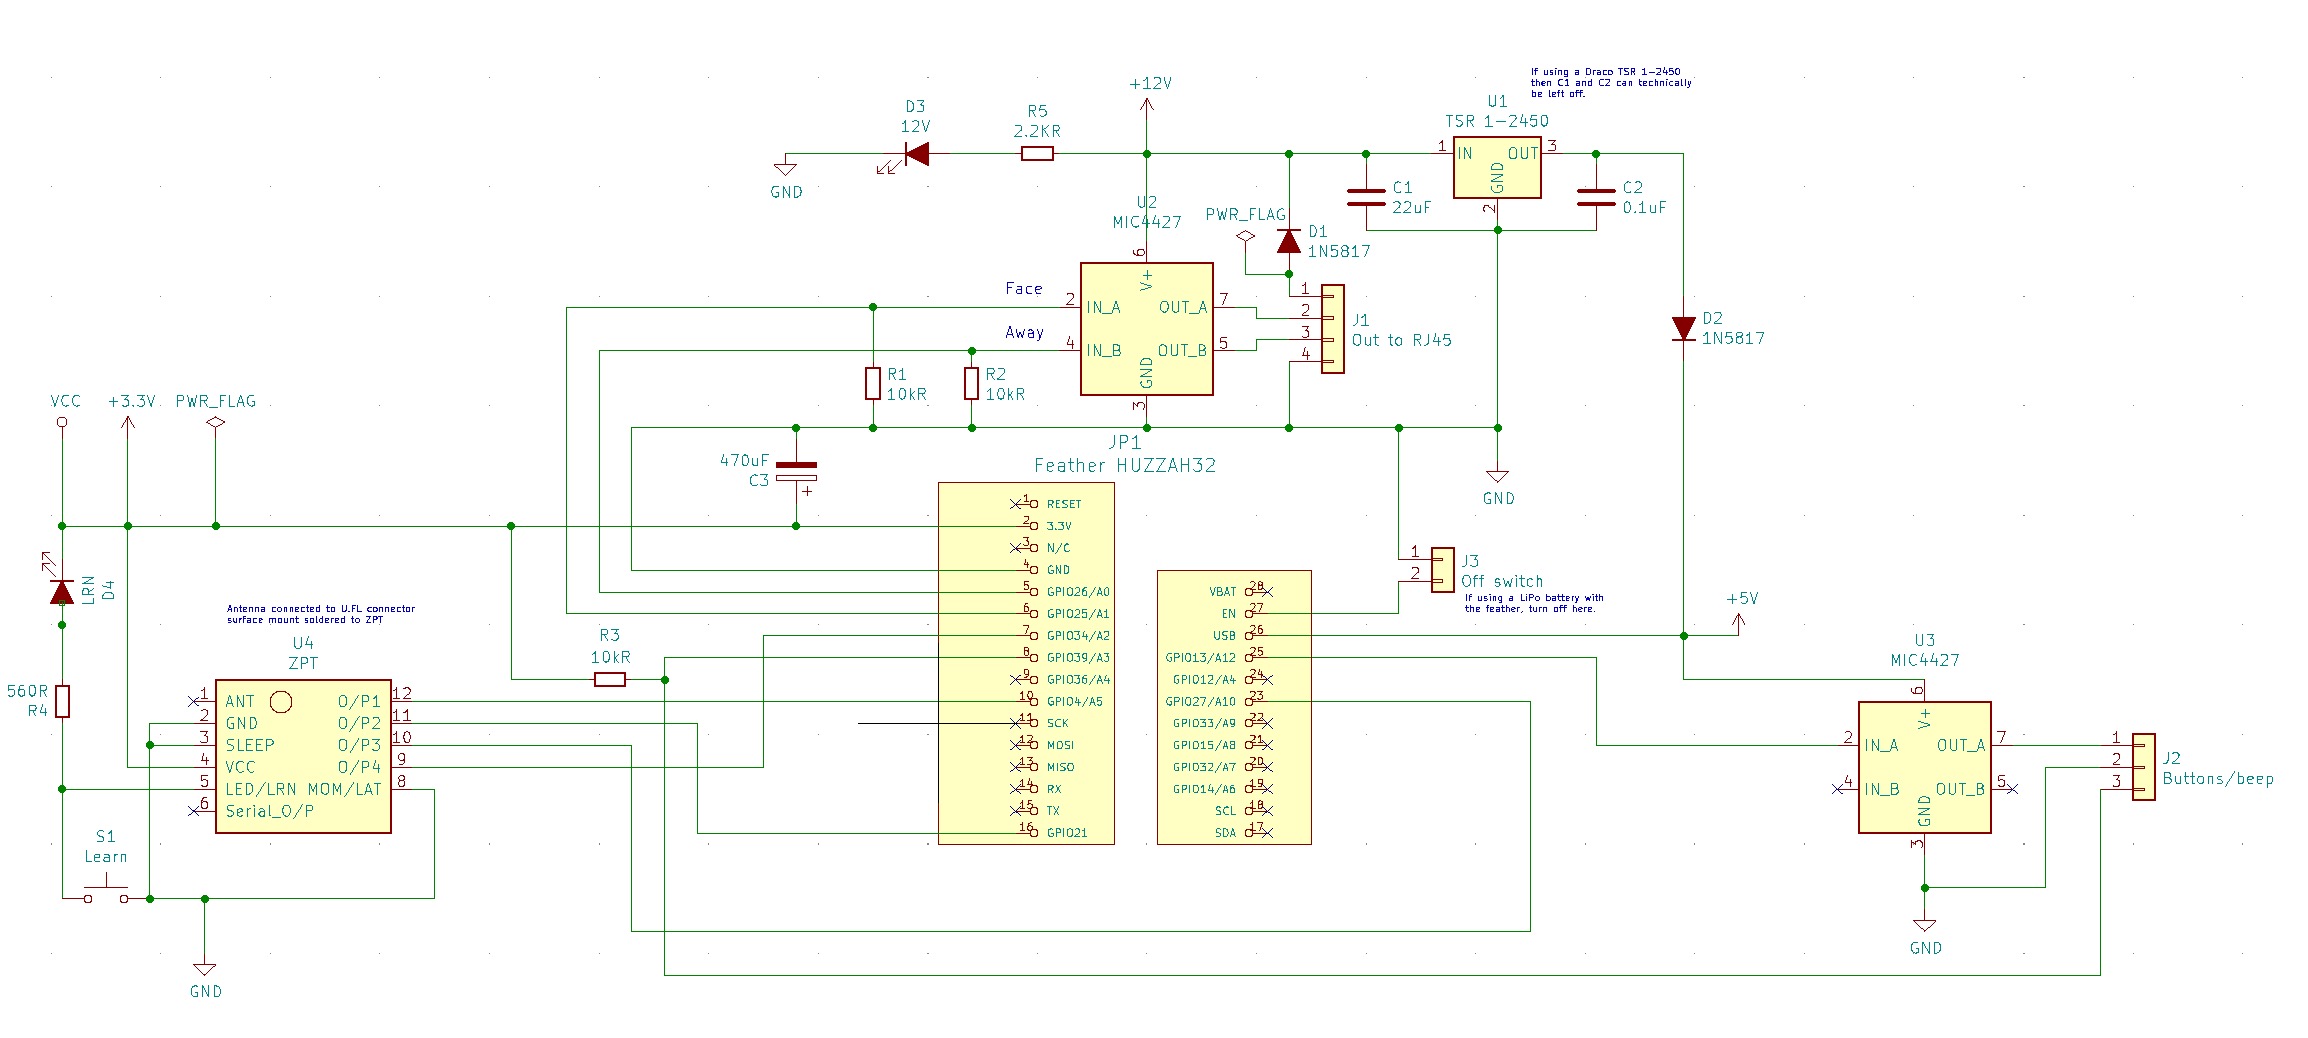 If using a Draco TSR 1-2450
then C1 and C2 can technically
be left off.
+12V
D3
12V
R5
2.2KR
U1
TSR 1-2450
1
IN
OUT
3
GND
2
GND
C1
22uF
C2
0.1uF
U2
MIC4427
PWR_FLAG
D1
1N5817
6
V+
Face
2
IN_A
OUT_A
7
Away
4
IN_B
OUT_B
5
GND
3
1
2
3
4
J1
Out to RJ45
D2
1N5817
R1
10kR
R2
10kR
VCC
+3.3V
PWR_FLAG
470uF
C3
+
JP1
Feather HUZZAH32
GND
1
RESET
2
3.3V
3
N/C
4
GND
5
GPIO26/A0
6
GPIO25/A1
7
GPIO34/A2
8
GPIO39/A3
9
GPIO36/A4
10
GPIO4/A5
11
SCK
12
MOSI
13
MISO
14
RX
15
TX
16
GPIO21
VBAT
28
EN
27
USB
26
GPIO13/A12
25
GPIO12/A4
24
GPIO27/A10
23
GPIO33/A9
22
GPIO15/A8
21
GPIO32/A7
20
GPIO14/A6
19
SCL
18
SDA
17
1
2
J3
Off switch
If using a LiPo battery with
the feather, turn off here.
+5V
LRN
D4
Antenna connected to U.FL connector
surface mount soldered to ZPT
R3
10kR
U4
ZPT
560R
R4
1
ANT
O/P1
12
2
GND
O/P2
11
3
SLEEP
O/P3
10
4
VCC
O/P4
9
5
LED/LRN
MOM/LAT
8
6
Serial_O/P
S1
Learn
GND
U3
MIC4427
6
V+
2
IN_A
OUT_A
7
4
IN_B
OUT_B
5
GND
3
GND
1
2
3
J2
Buttons/beep